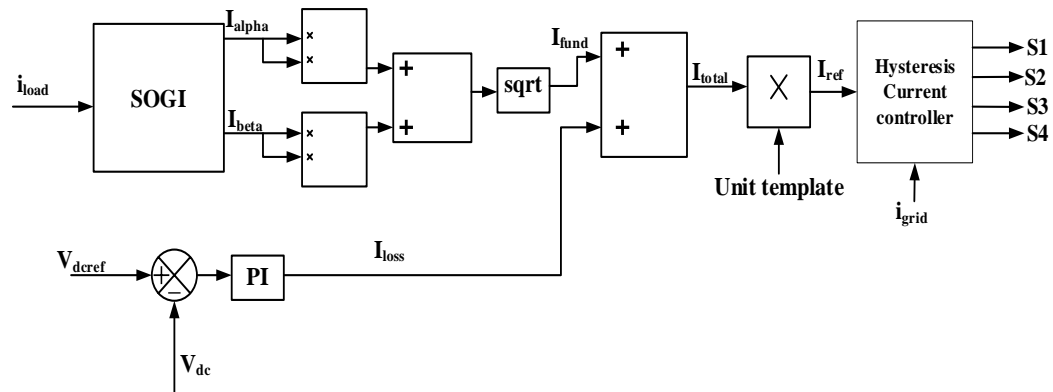 i_load
SOGI
I_alpha
I_beta
×
×
×
×
+
+
sqrt
I_fund
+
+
I_total
×
Unit template
I_ref
Hysteresis
Current
controller
S1
S2
S3
S4
i_grid
V_dcref
+
−
PI
I_loss
V_dc